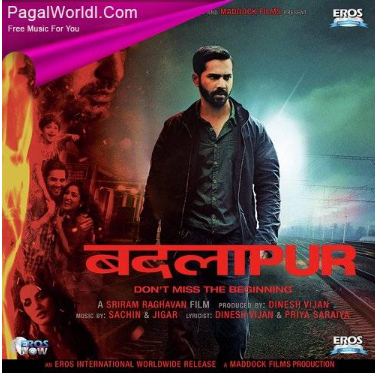 PagalWorldl.Com
Free Music For You
AND MADDOCK FILMS PRESENT
EROS
बदलाPUR
DON'T MISS THE BEGINNING
A SRIRAM RAGHAVAN FILM PRODUCED BY: DINESH VIJAN
MUSIC BY: SACHIN & JIGAR LYRICIST: DINESH VIJAN & PRIYA SARAIYA
EROS NOW
EROS
AN EROS INTERNATIONAL WORLDWIDE RELEASE A MADDOCK FILMS PRODUCTION